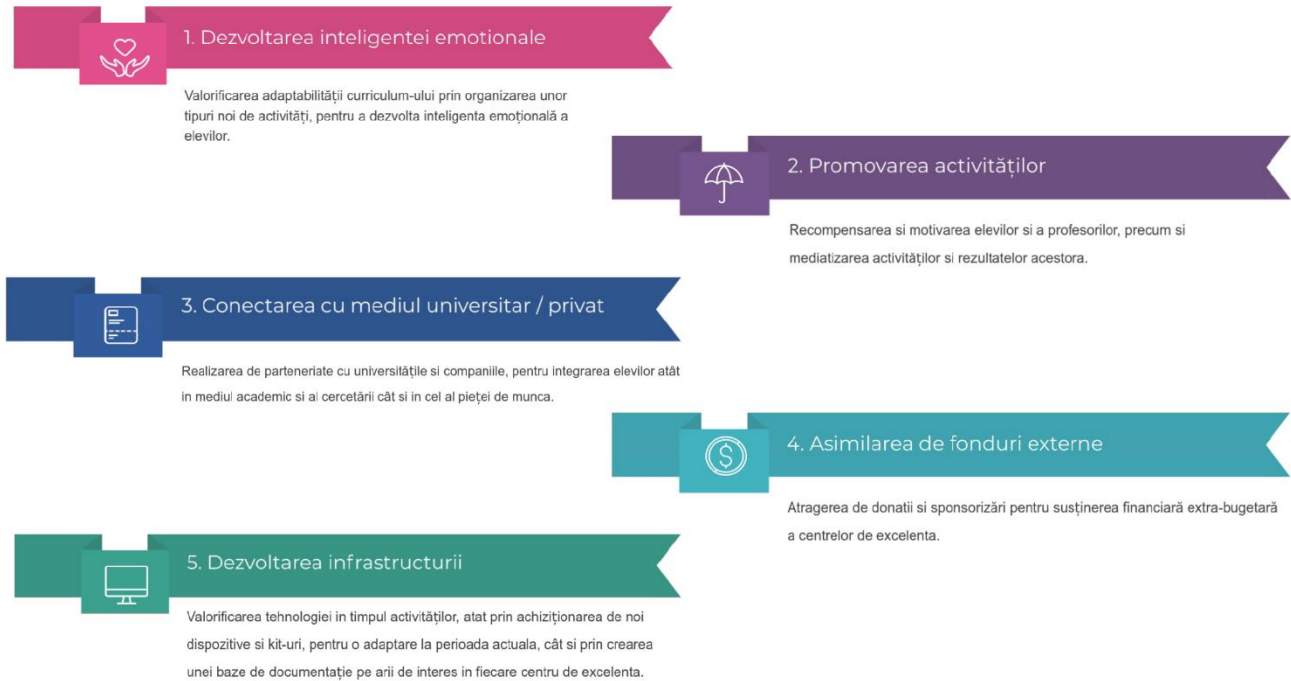 1. Dezvoltarea inteligentei emotionale
Valorificarea adaptabilității curriculum-ului prin organizarea unor
tipuri noi de activități, pentru a dezvolta inteligenta emoțională a
elevilor.
2. Promovarea activităților
Recompensarea si motivarea elevilor si a profesorilor, precum si
mediatizarea activităților si rezultatelor acestora.
3. Conectarea cu mediul universitar / privat
Realizarea de parteneriate cu universitățile si companiile, pentru integrarea elevilor atât
in mediul academic si al cercetării cât si in cel al pieței de munca.
4. Asimilarea de fonduri externe
Atragerea de donatii si sponsorizări pentru susținerea financiară extra-bugetară
a centrelor de excelenta.
5. Dezvoltarea infrastructurii
Valorificarea tehnologiei in timpul activităților, atat prin achiziționarea de noi
dispozitive si kit-uri, pentru o adaptare la perioada actuala, cât si prin crearea
unei baze de documentație pe arii de interes in fiecare centru de excelenta.